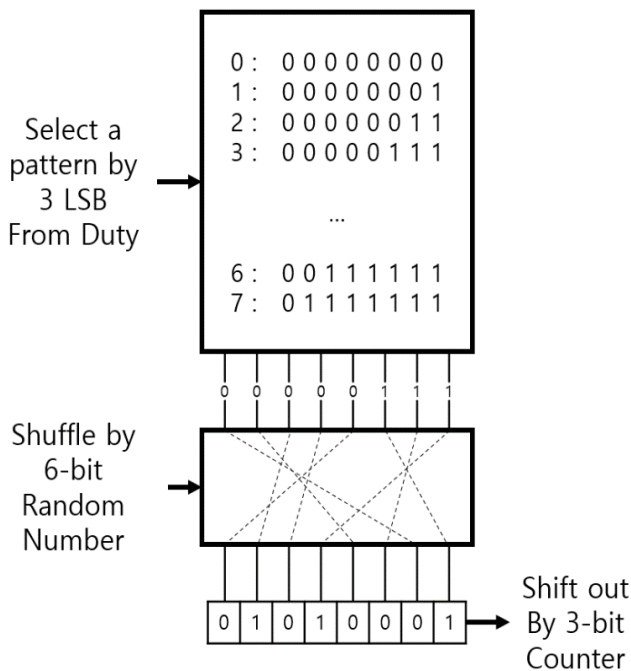 0 : 0 0 0 0 0 0 0 0
1 : 0 0 0 0 0 0 0 1
2 : 0 0 0 0 0 0 1 1
3 : 0 0 0 0 0 1 1 1
...
6 : 0 0 1 1 1 1 1 1
7 : 0 1 1 1 1 1 1 1
Select a
pattern by
3 LSB
From Duty
0 0 0 0 0 1 1 1
Shuffle by
6-bit
Random
Number
0 1 0 1 0 0 0 1
Shift out
By 3-bit
Counter